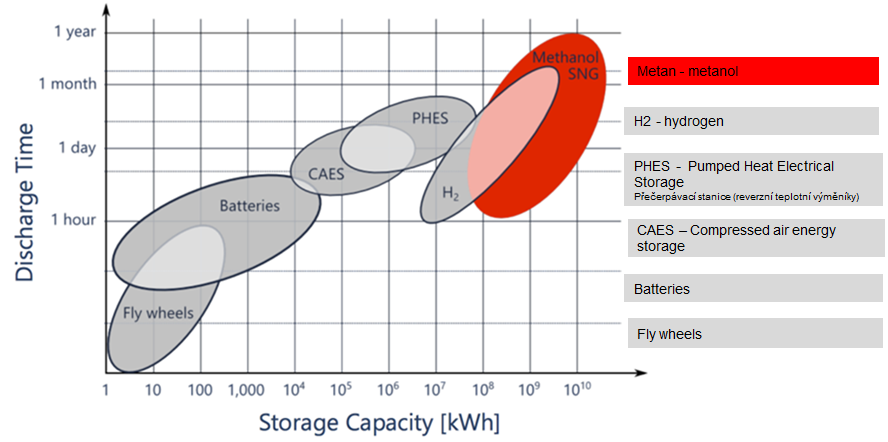 1 year
1 month
1 day
1 hour
Discharge Time
Methanol
SNG
PHES
CAES
H2
Batteries
Fly wheels
1
10
100
1,000
10⁴
10⁵
10⁶
10⁷
10⁸
10⁹
10¹⁰
Storage Capacity [kWh]
Metan - metanol
H2 - hydrogen
PHES - Pumped Heat Electrical
Storage
Přečerpávací stanice (reverzní teplotní výměníky)
CAES – Compressed air energy
storage
Batteries
Fly wheels